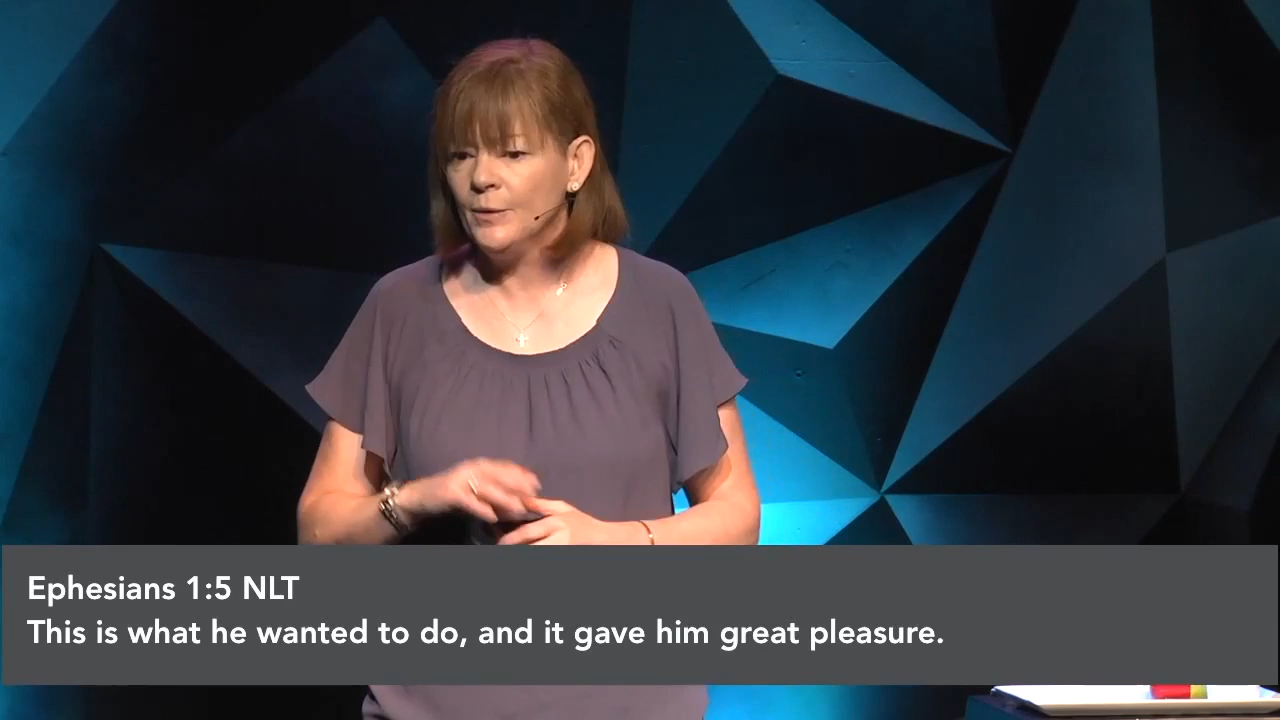 Ephesians 1:5 NLT
This is what he wanted to do, and it gave him great pleasure.